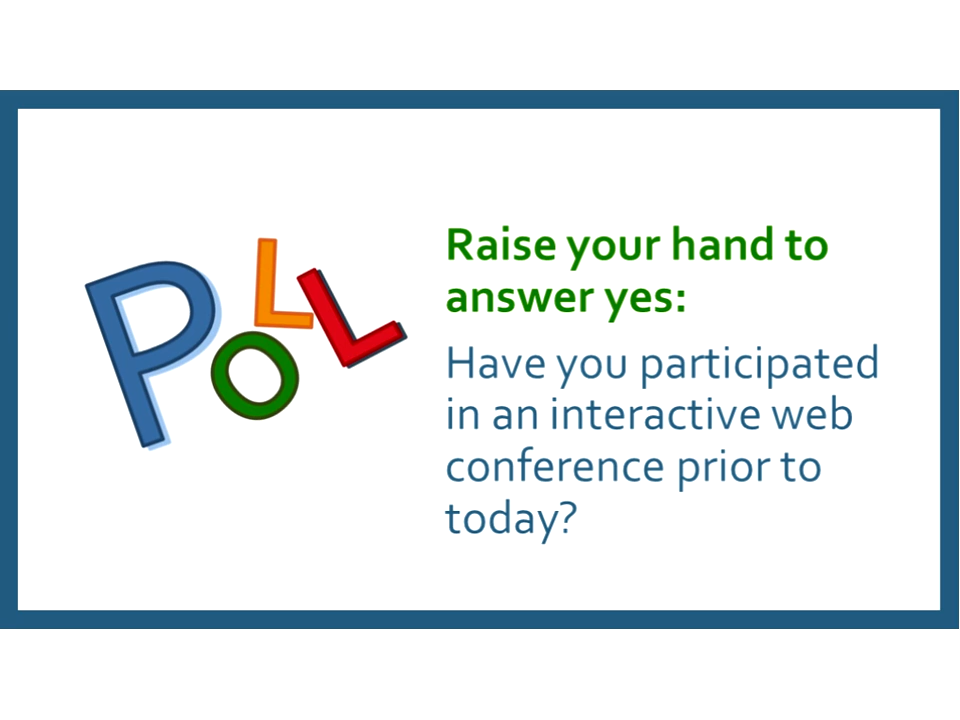 POLL
Raise your hand to
answer yes:
Have you participated
in an interactive web
conference prior to
today?